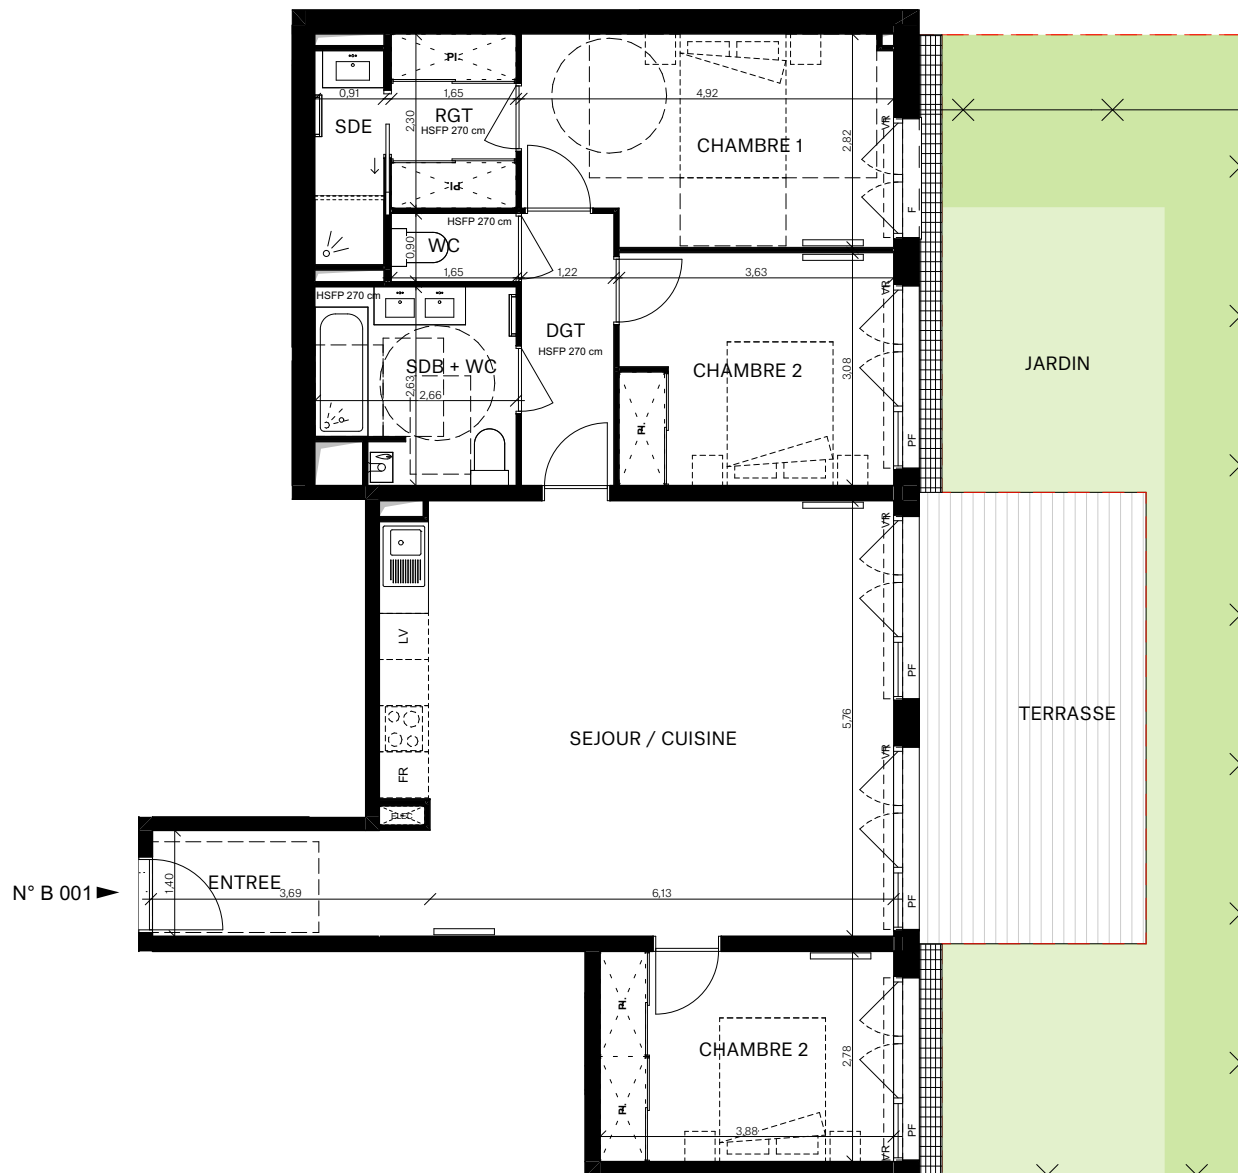 Pl.
0,91
1,65
4,92
SDE
2,30
RGT
HSFP 270 cm
CHAMBRE 1
2,82
VR
Pl.
F
HSFP 270 cm
WC
0,90
1,65
1,22
3,63
VR
HSFP 270 cm
DGT
HSFP 270 cm
SDB + WC
2,63
2,66
CHAMBRE 2
3,08
JARDIN
Pl.
PF
VR
LV
PF
TERRASSE
SEJOUR / CUISINE
5,76
VR
FR
ELEC
ENTREE
1,40
N° B 001
3,69
6,13
PF
Pl.
CHAMBRE 2
2,78
Pl.
3,88
PF
VR